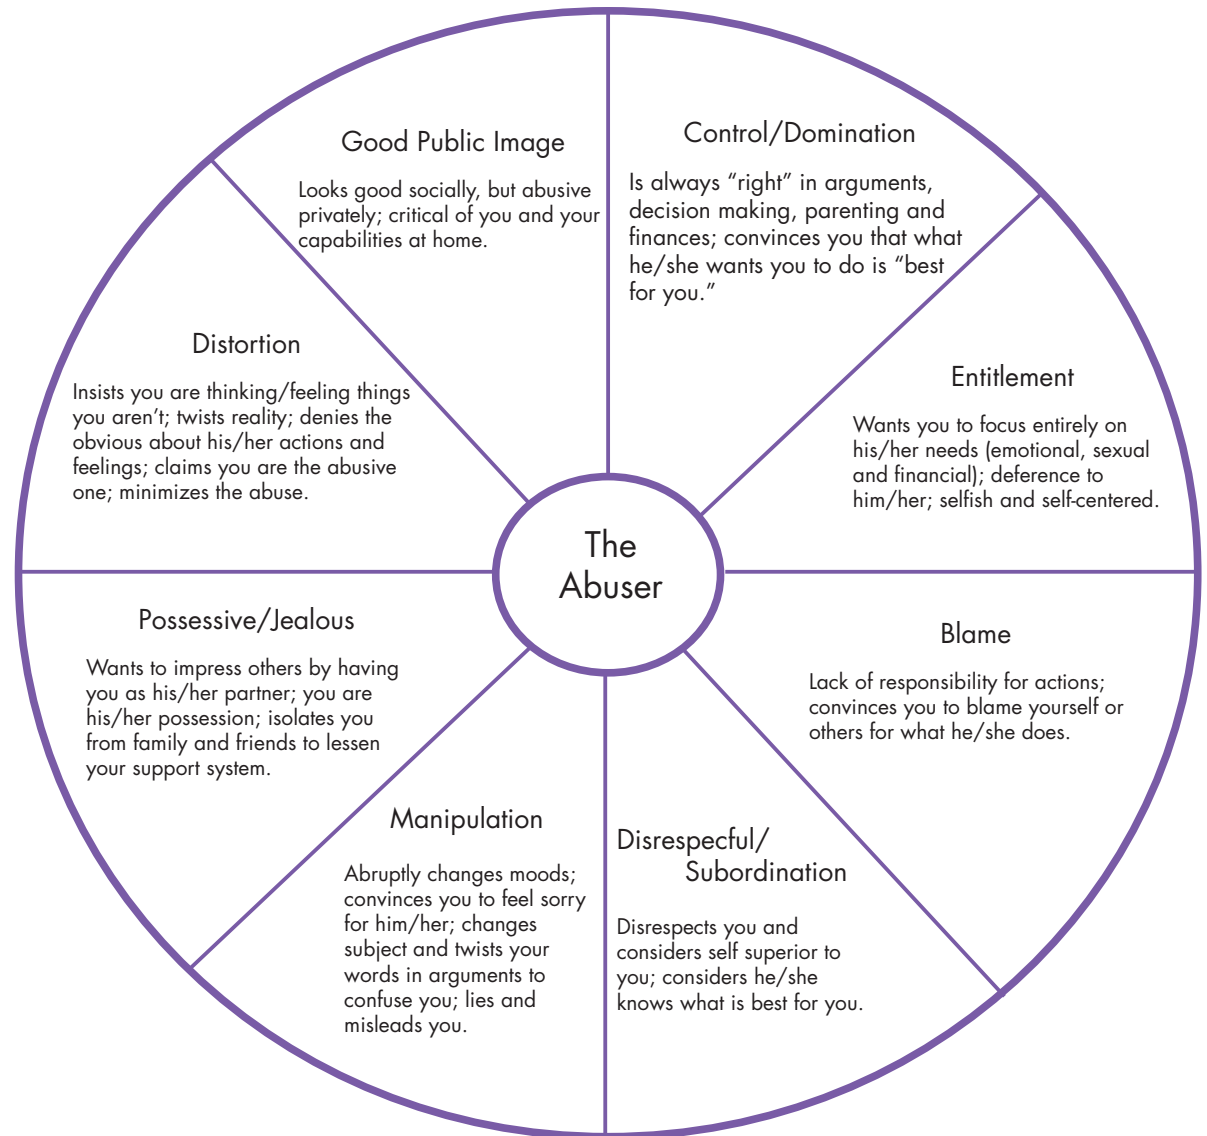 Good Public Image
Looks good socially, but abusive
privately; critical of you and your
capabilities at home.
Control/Domination
Is always “right” in arguments,
decision making, parenting and
finances; convinces you that what
he/she wants you to do is “best
for you.”
Distortion
Insists you are thinking/feeling things
you aren’t; twists reality; denies the
obvious about his/her actions and
feelings; claims you are the abusive
one; minimizes the abuse.
Entitlement
Wants you to focus entirely on
his/her needs (emotional, sexual
and financial); deference to
him/her; selfish and self-centered.
The
Abuser
Possessive/Jealous
Wants to impress others by having
you as his/her partner; you are
his/her possession; isolates you
from family and friends to lessen
your support system.
Blame
Lack of responsibility for actions;
convinces you to blame yourself or
others for what he/she does.
Manipulation
Abruptly changes moods;
convinces you to feel sorry
for him/her; changes
subject and twists your
words in arguments to
confuse you; lies and
misleads you.
Disrespecful/
Subordination
Disrespects you and
considers self superior to
you; considers he/she
knows what is best for you.